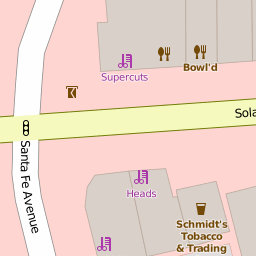 Supercuts
Bowl'd
Sola
Santa Fe Avenue
Heads
Schmidt's
Tobacco
& Trading